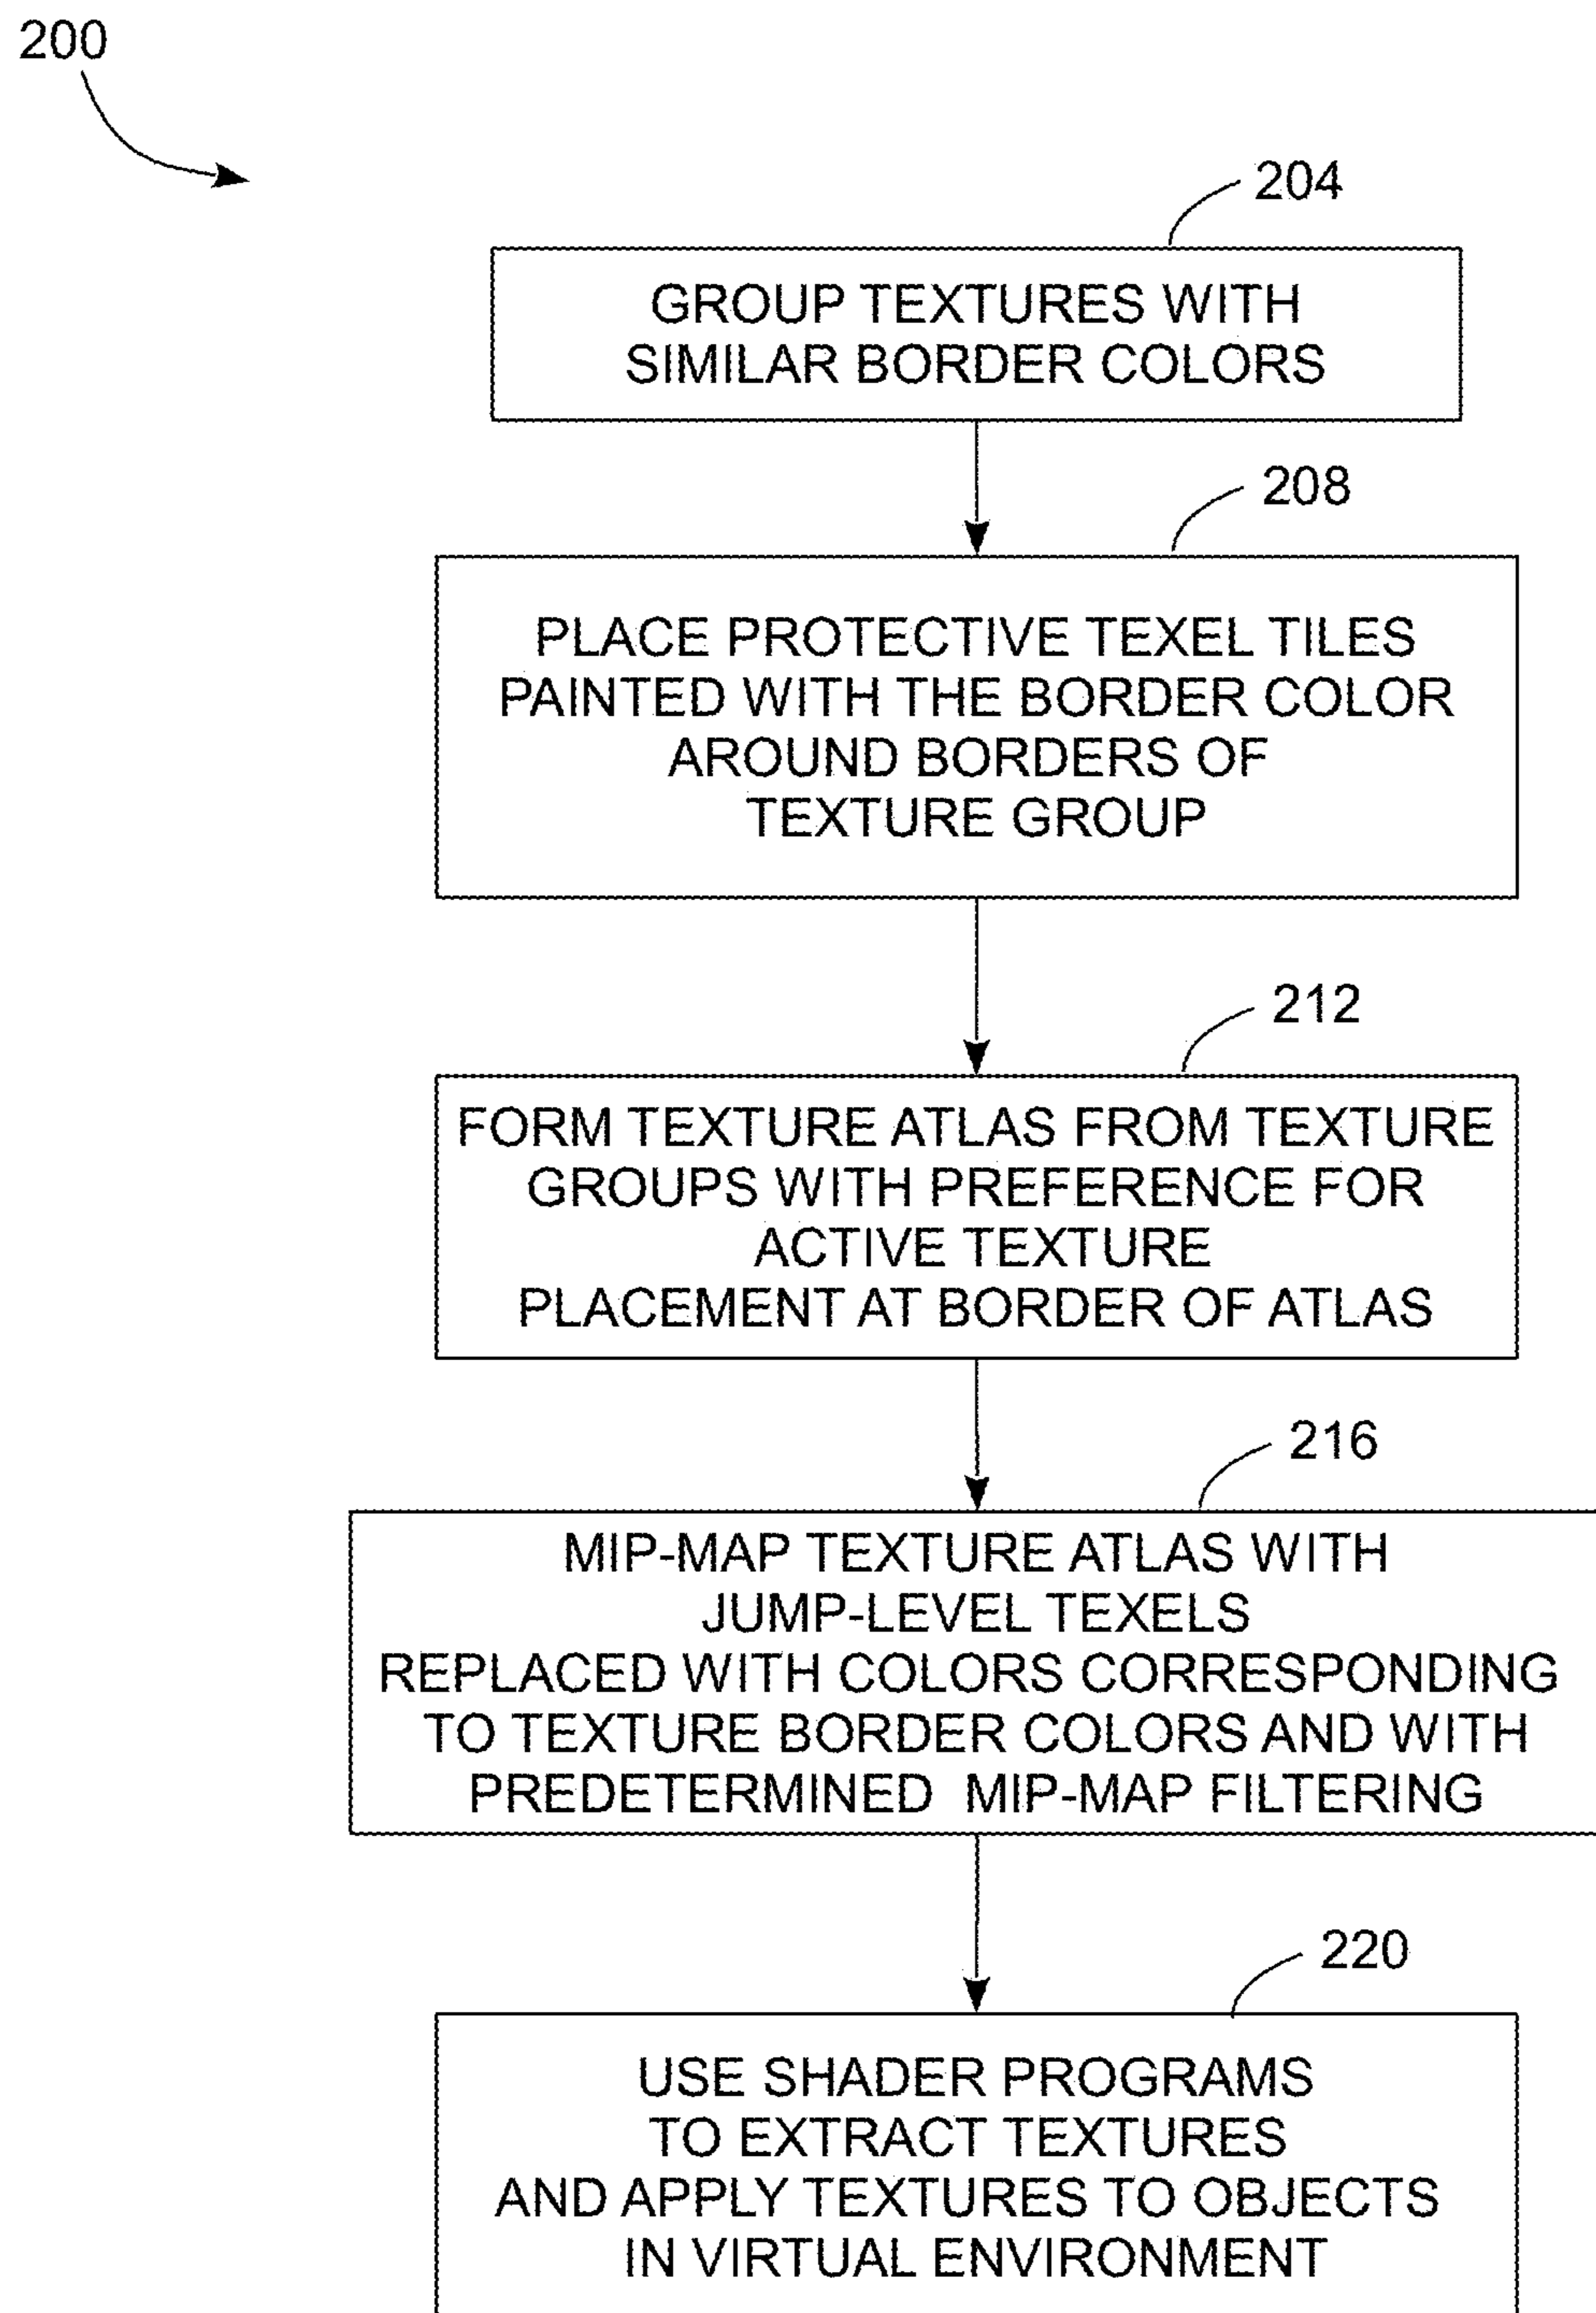 200
204
GROUP TEXTURES WITH
SIMILAR BORDER COLORS
208
PLACE PROTECTIVE TEXEL TILES
PAINTED WITH THE BORDER COLOR
AROUND BORDERS OF
TEXTURE GROUP
212
FORM TEXTURE ATLAS FROM TEXTURE
GROUPS WITH PREFERENCE FOR
ACTIVE TEXTURE
PLACEMENT AT BORDER OF ATLAS
216
MIP-MAP TEXTURE ATLAS WITH
JUMP-LEVEL TEXELS
REPLACED WITH COLORS CORRESPONDING
TO TEXTURE BORDER COLORS AND WITH
PREDETERMINED MIP-MAP FILTERING
220
USE SHADER PROGRAMS
TO EXTRACT TEXTURES
AND APPLY TEXTURES TO OBJECTS
IN VIRTUAL ENVIRONMENT